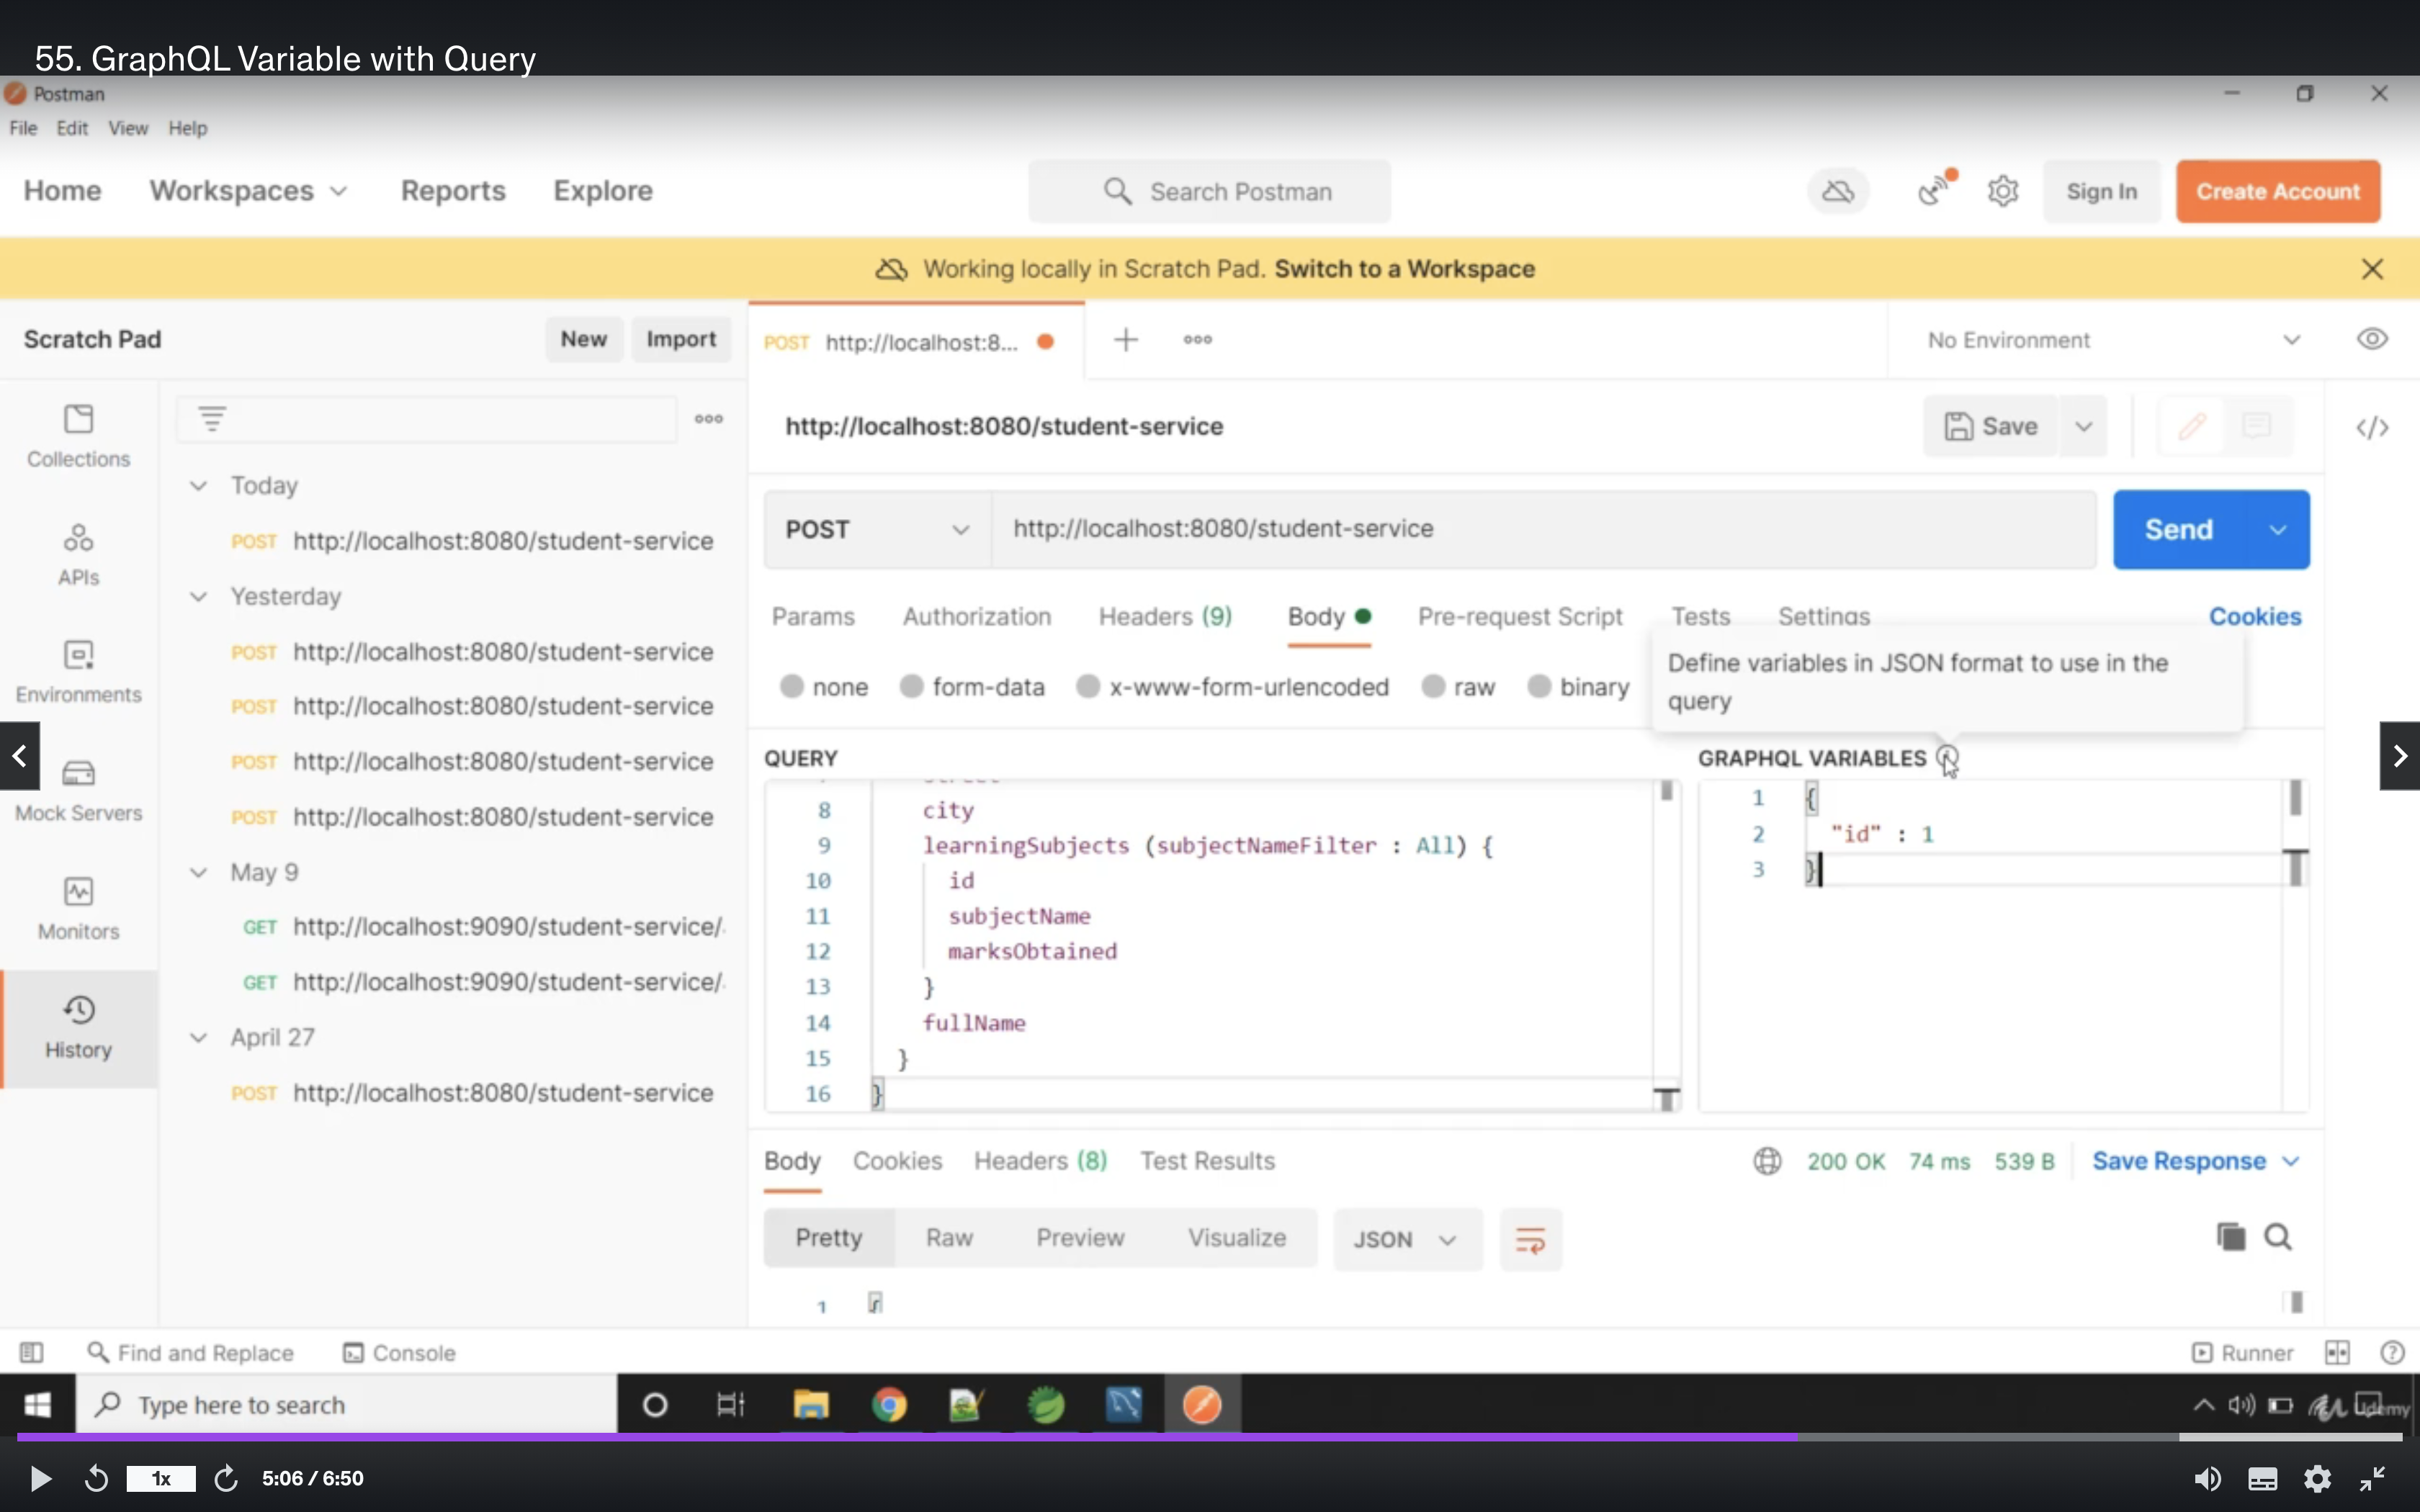 55. GraphQL Variable with Query
Postman
File Edit View Help
Home Workspaces Reports Explore
Search Postman
Sign In
Create Account
Working locally in Scratch Pad. Switch to a Workspace
Scratch Pad
New
Import
POST http://localhost:8...
No Environment
Collections
APIs
Environments
Mock Servers
Monitors
History
Today
POST http://localhost:8080/student-service
Yesterday
POST http://localhost:8080/student-service
POST http://localhost:8080/student-service
POST http://localhost:8080/student-service
POST http://localhost:8080/student-service
May 9
GET http://localhost:9090/student-service/
GET http://localhost:9090/student-service/
April 27
POST http://localhost:8080/student-service
http://localhost:8080/student-service
Save
POST
http://localhost:8080/student-service
Send
Params Authorization Headers (9) Body Pre-request Script Tests Settings Cookies
none form-data x-www-form-urlencoded raw binary
Define variables in JSON format to use in the
query
QUERY
8 city
9 learningSubjects (subjectNameFilter : All) {
10 id
11 subjectName
12 marksObtained
13 }
14 fullName
15 }
16 }
GRAPHQL VARIABLES
1 {
2 "id" : 1
3 }
Body Cookies Headers (8) Test Results
200 OK 74 ms 539 B Save Response
Pretty Raw Preview Visualize JSON
1 {
Find and Replace Console
Runner
Type here to search
Udemy
1x 5:06 / 6:50